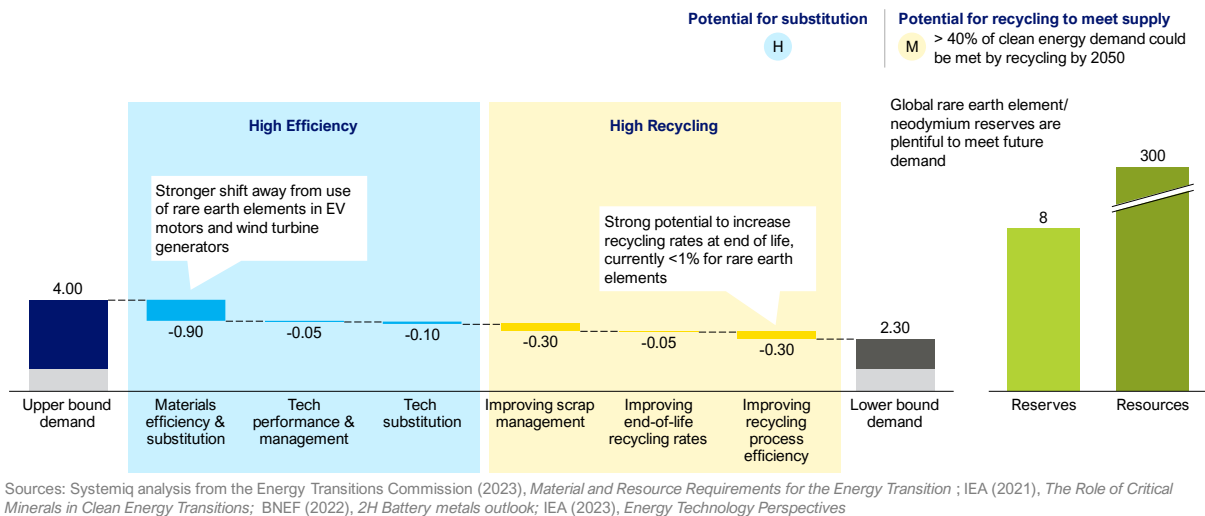 Potential for substitution
H
Potential for recycling to meet supply
M
> 40% of clean energy demand could
be met by recycling by 2050
High Efficiency
High Recycling
Global rare earth element/
neodymium reserves are
plentiful to meet future
demand
Stronger shift away from use
of rare earth elements in EV
motors and wind turbine
generators
Strong potential to increase
recycling rates at end of life,
currently <1% for rare earth
elements
4.00
-0.90
-0.05
-0.10
-0.30
-0.05
-0.30
2.30
8
300
Upper bound
demand
Materials
efficiency &
substitution
Tech
performance &
management
Tech
substitution
Improving scrap
management
Improving
end-of-life
recycling rates
Improving
recycling
process
efficiency
Lower bound
demand
Reserves
Resources
Sources: Systemiq analysis from the Energy Transitions Commission (2023), Material and Resource Requirements for the Energy Transition ; IEA (2021), The Role of Critical
Minerals in Clean Energy Transitions; BNEF (2022), 2H Battery metals outlook; IEA (2023), Energy Technology Perspectives